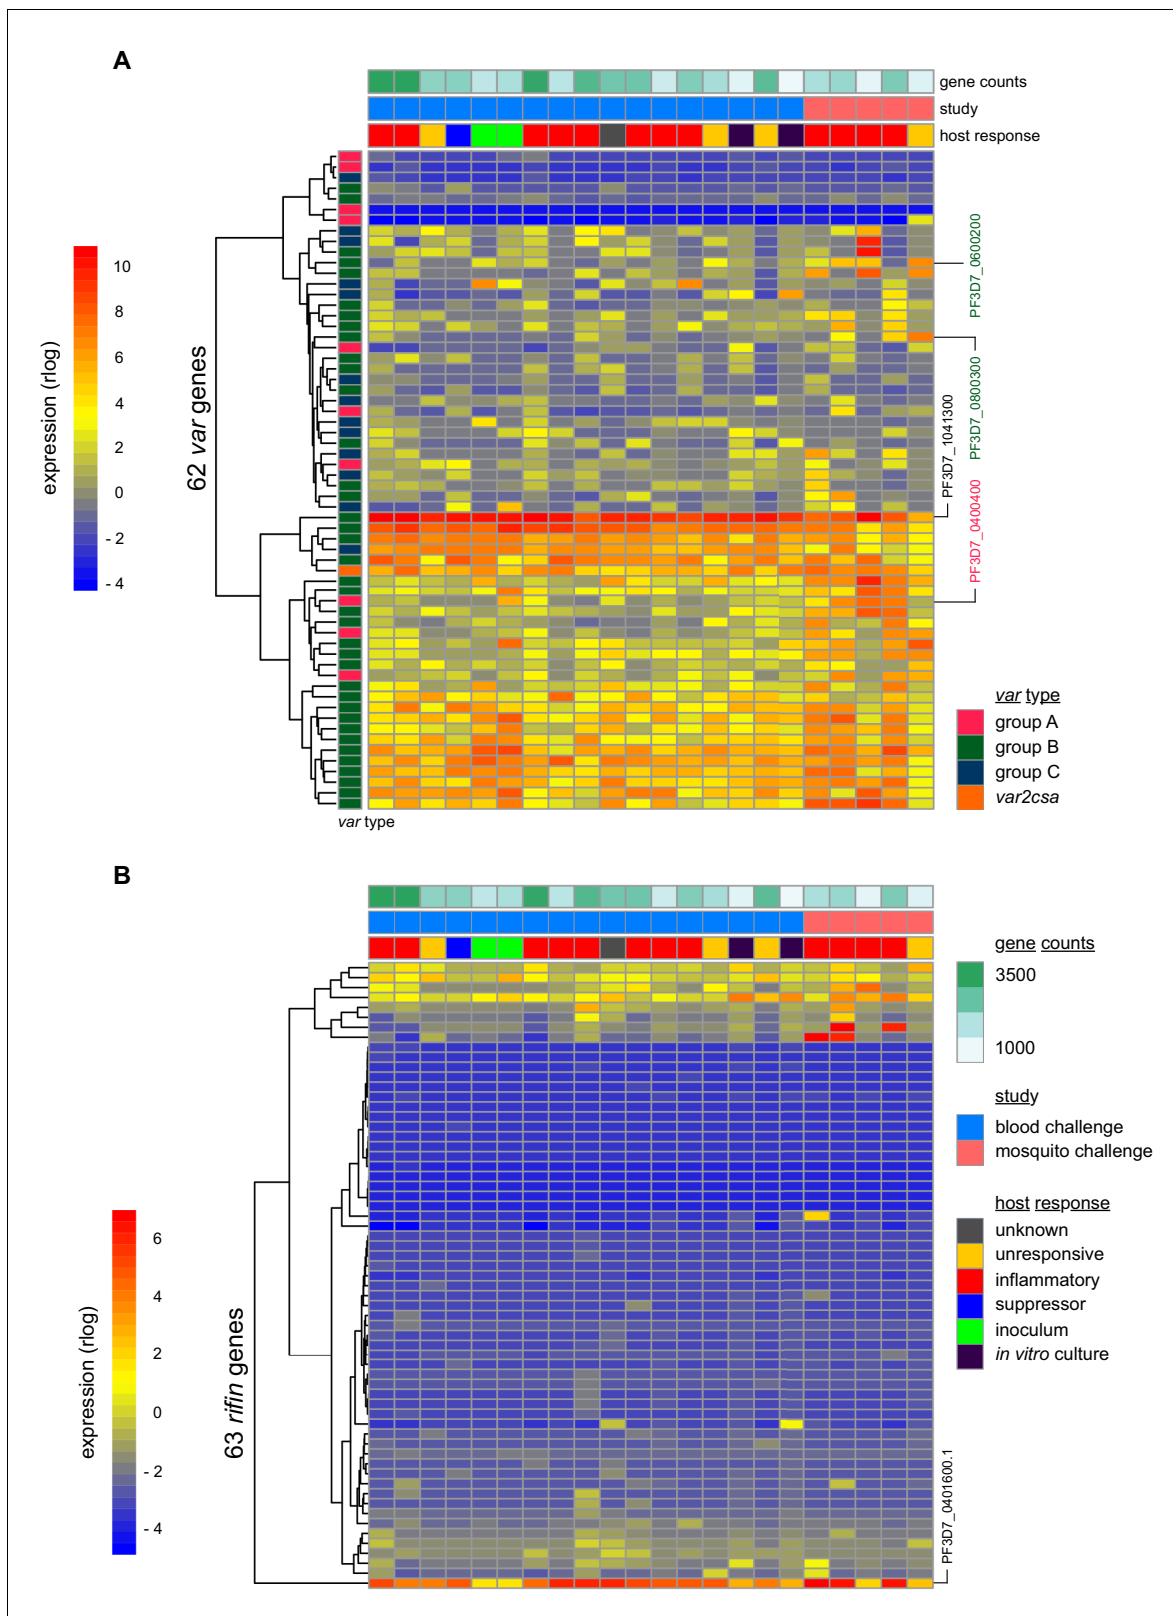 A
gene counts
study
host response
expression (rlog)
10
8
6
4
2
0
- 2
- 4
62 var genes
PF3D7_0600200
PF3D7_0800300
PF3D7_1041300
PF3D7_0400400
var type
group A
group B
group C
var2csa
var type
B
gene counts
3500
1000
study
blood challenge
mosquito challenge
host response
unknown
unresponsive
inflammatory
suppressor
inoculum
in vitro culture
expression (rlog)
6
4
2
0
- 2
- 4
63 rifin genes
PF3D7_0401600.1